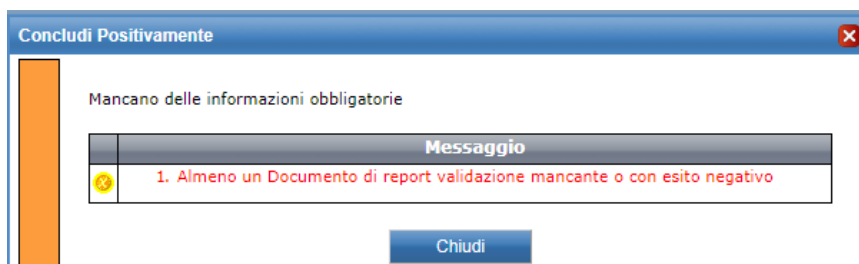 Concludi Positivamente
Mancano delle informazioni obbligatorie
Messaggio
1. Almeno un Documento di report validazione mancante o con esito negativo
Chiudi